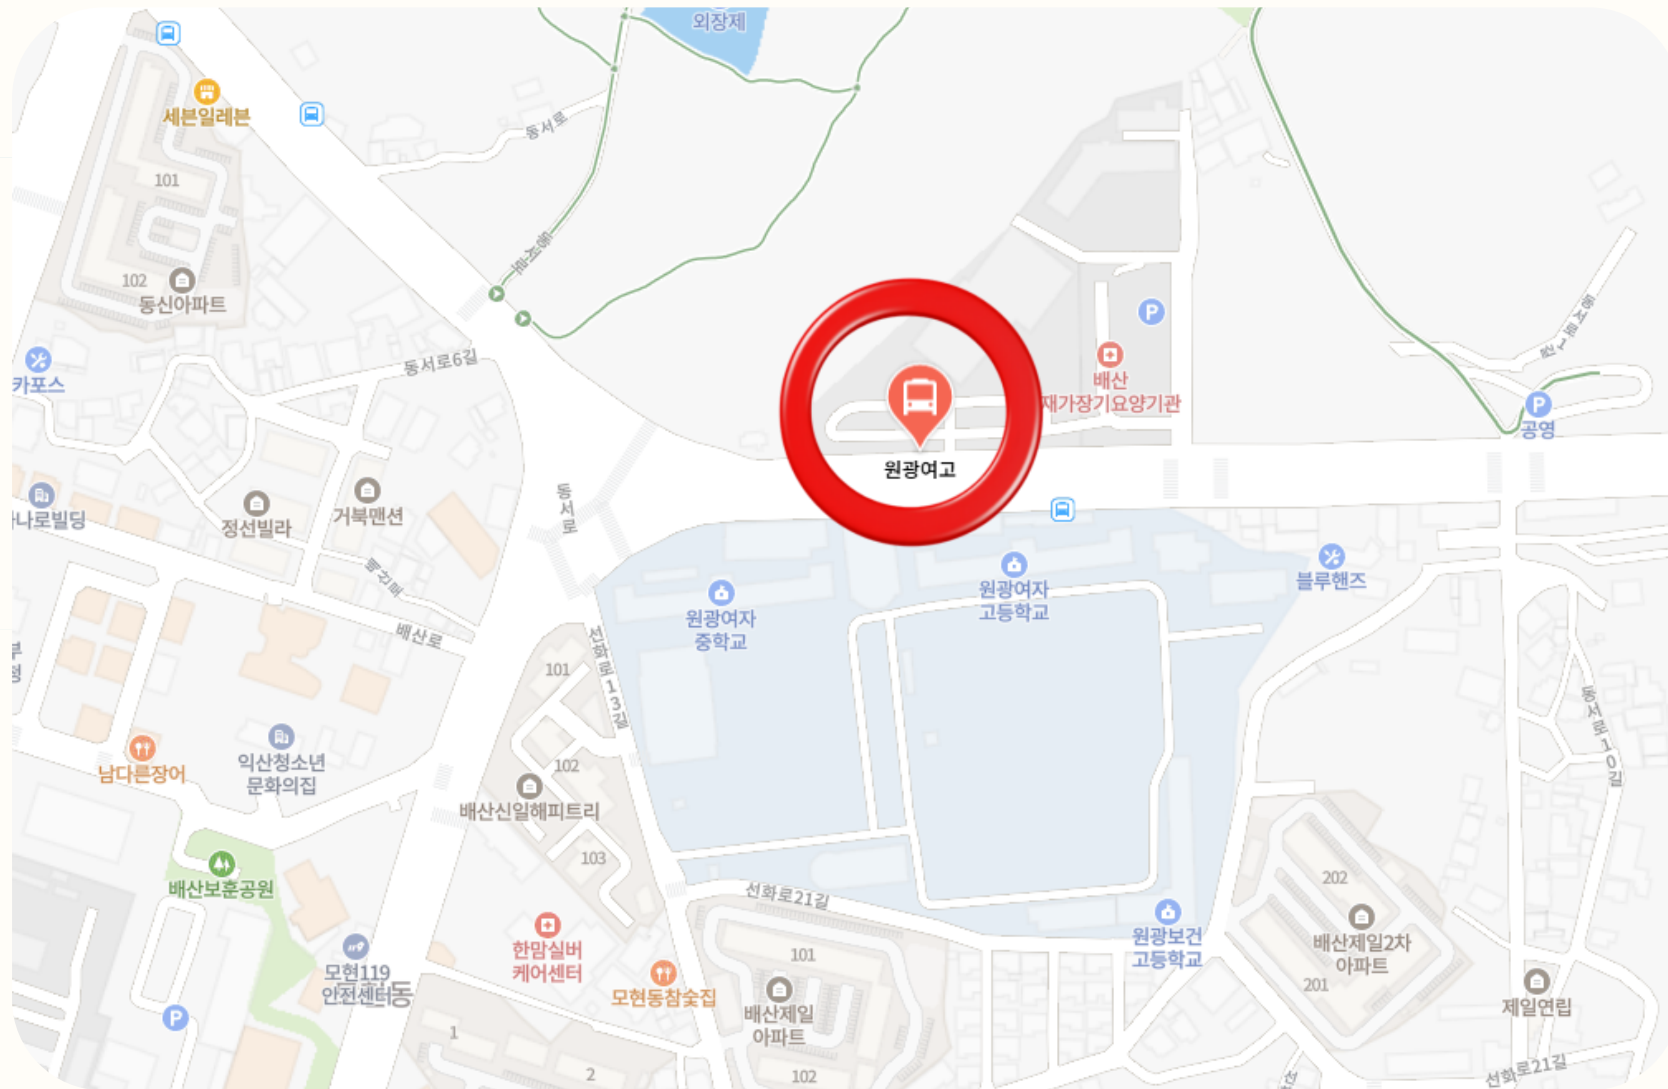 외장제
세븐일레븐
동서로
101
동서로
102
동신아파트
동서로6길
카포스
P
배산
재가장기요양기관
동서로1길
P
공영
원광여고
나로빌딩
정선빌라
거북맨션
동서로
블루핸즈
원광여자
중학교
원광여자
고등학교
배산로
선화로13길
101
동서로10길
남다른장어
익산청소년
문화의집
102
배산신일해피트리
103
배산보훈공원
선화로21길
202
한맘실버
케어센터
원광보건
고등학교
배산제일2차
아파트
101
모현119
안전센터
동
모현동참숯집
201
배산제일
아파트
제일연립
P
1
2
102
선화로21길